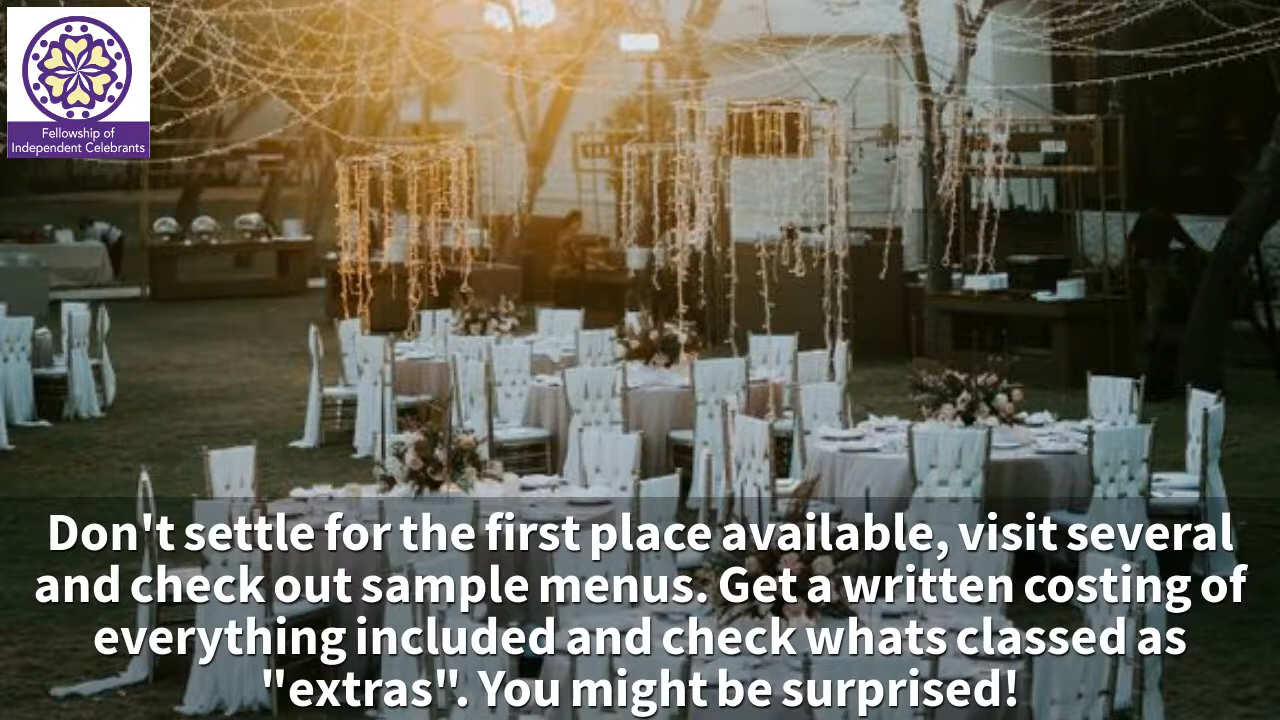 Fellowship of
Independent Celebrants
Don't settle for the first place available, visit several
and check out sample menus. Get a written costing of
everything included and check whats classed as
"extras". You might be surprised!